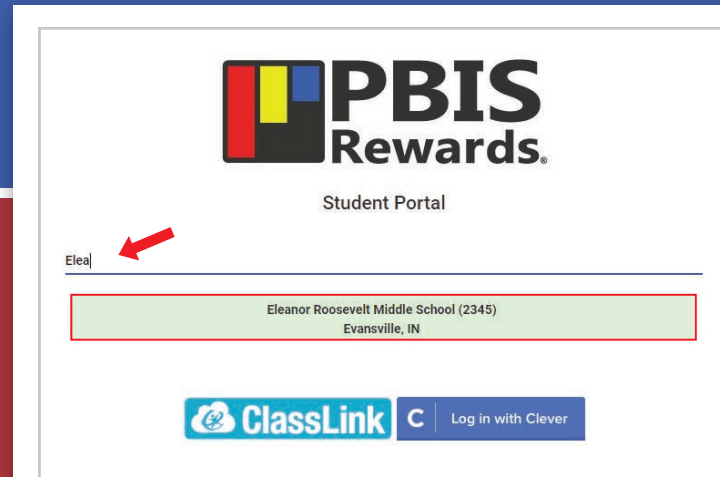 PBIS
Rewards®
Student Portal
Elea
Eleanor Roosevelt Middle School (2345)
Evansville, IN
ClassLink
C Log in with Clever